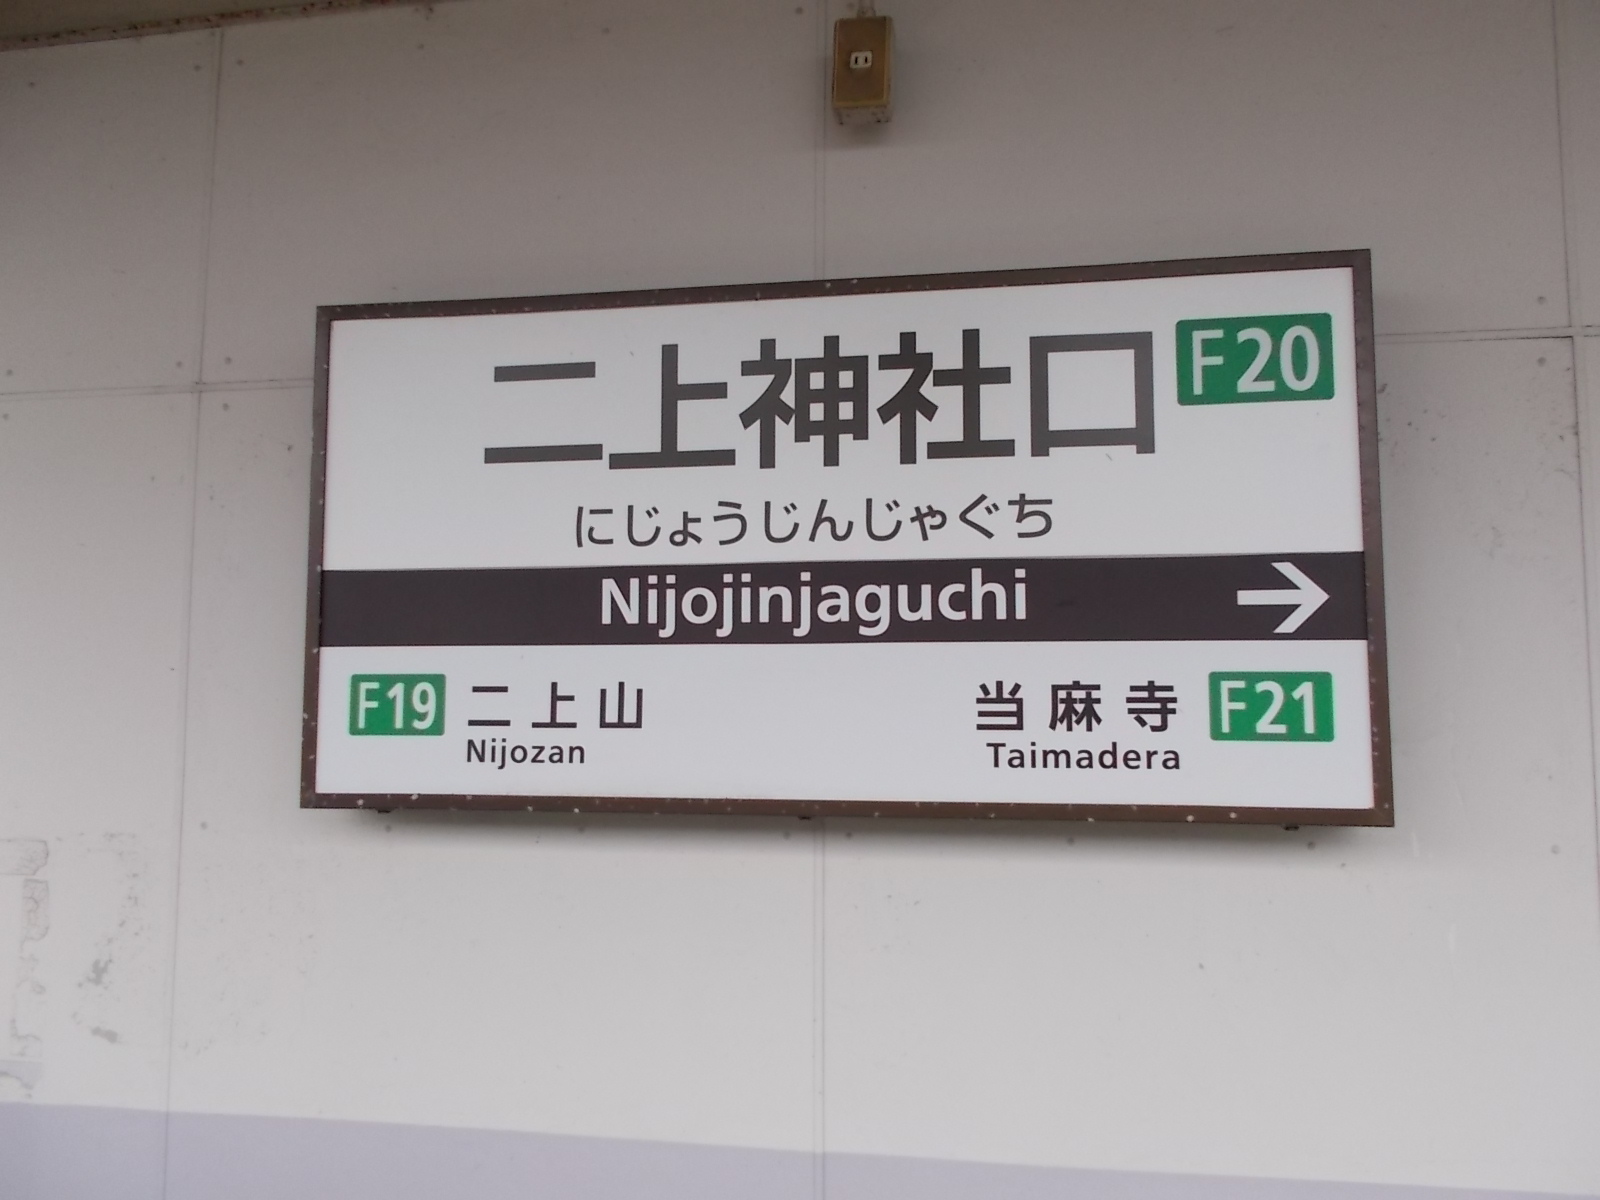 二上神社口 F20
にじょうじんじゃぐち
Nijojinjaguchi →
F19 二上山 当麻寺 F21
Nijozan Taimadera